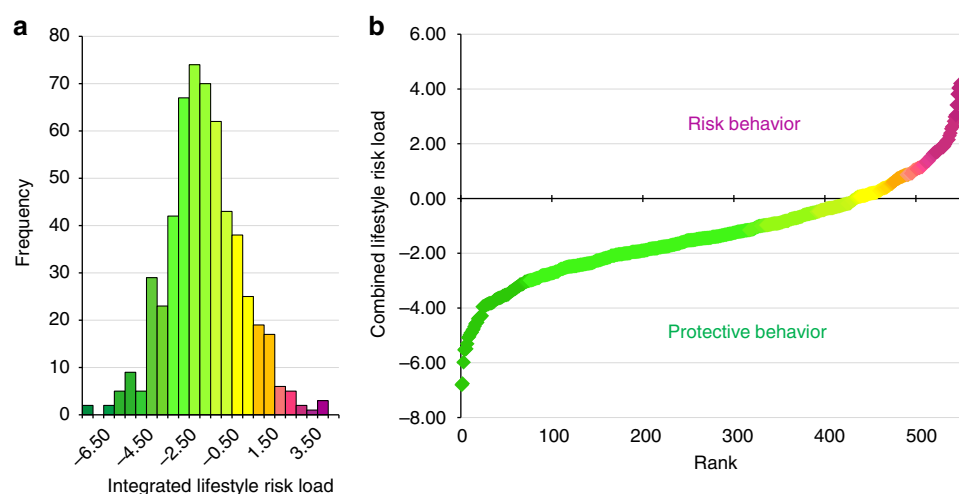 a
80
70
60
50
40
30
20
10
0
Frequency
−6.50
−4.50
−2.50
−0.50
1.50
3.50
Integrated lifestyle risk load
b
6.00
4.00
2.00
0.00
−2.00
−4.00
−6.00
−8.00
Combined lifestyle risk load
Risk behavior
Protective behavior
0 100 200 300 400 500
Rank